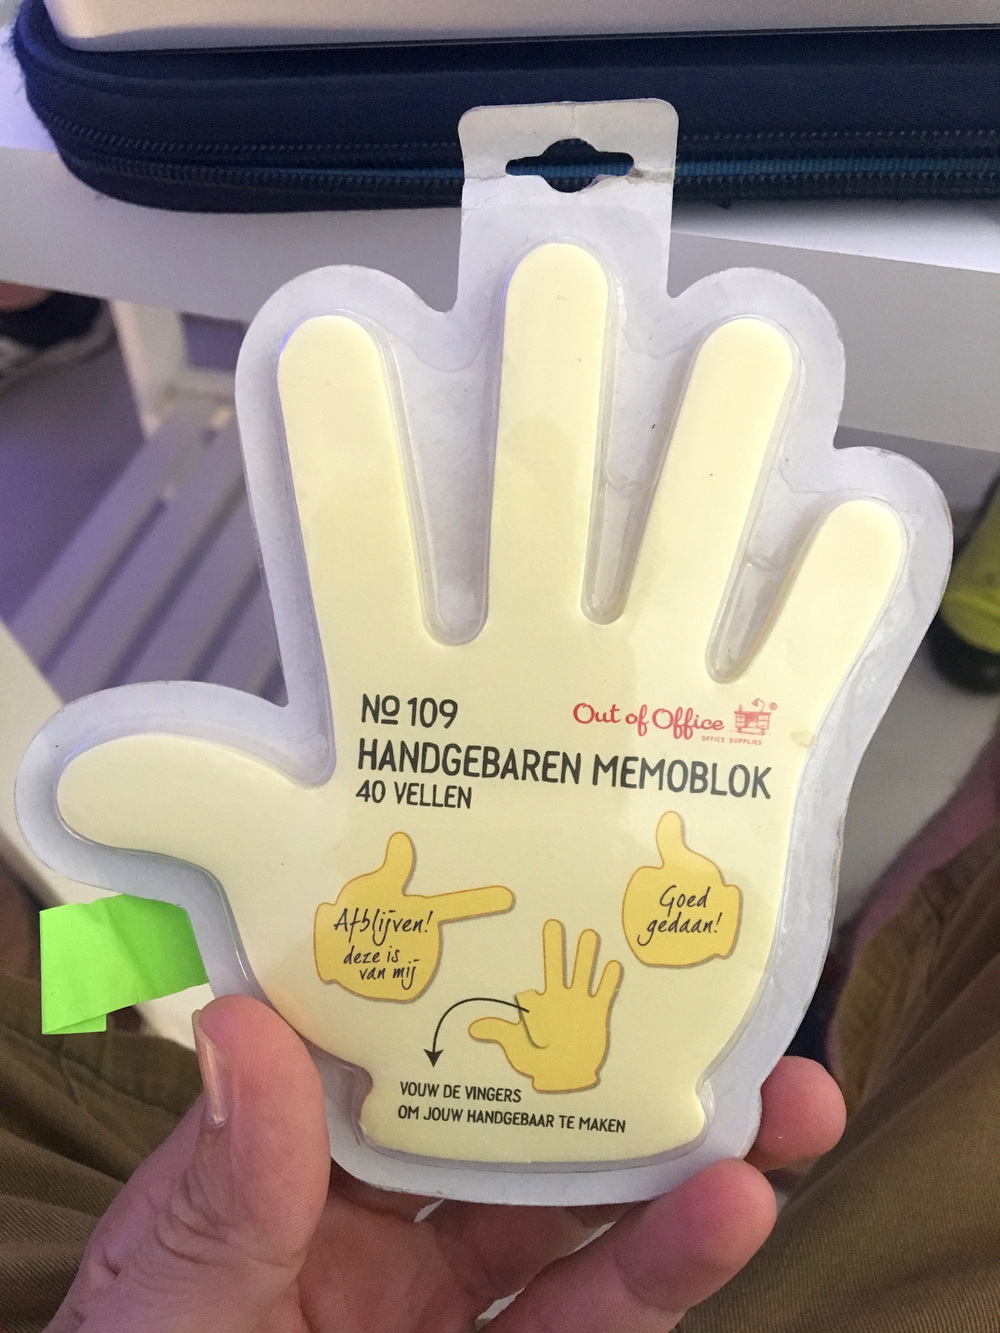 No 109
Out of Office
OFFICE SUPPLIES
HANDGEBAREN MEMOBLOK
40 VELLEN
Afblijven!
deze is
van mij
Goed
gedaan!
VOUW DE VINGERS
OM JOUW HANDGEBAAR TE MAKEN